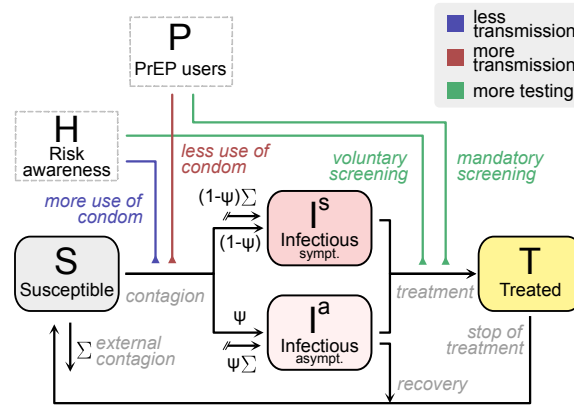 P
PrEP users
less
transmission
more
transmission
more testing
H
Risk
awareness
less use of
condom
voluntary
screening
mandatory
screening
more use of
condom
(1-ψ)Σ
(1-ψ)
I^s
Infectious
sympt.
S
Susceptible
contagion
treatment
T
Treated
ψ
ψΣ
I^a
Infectious
asympt.
Σ external
contagion
stop of
treatment
recovery